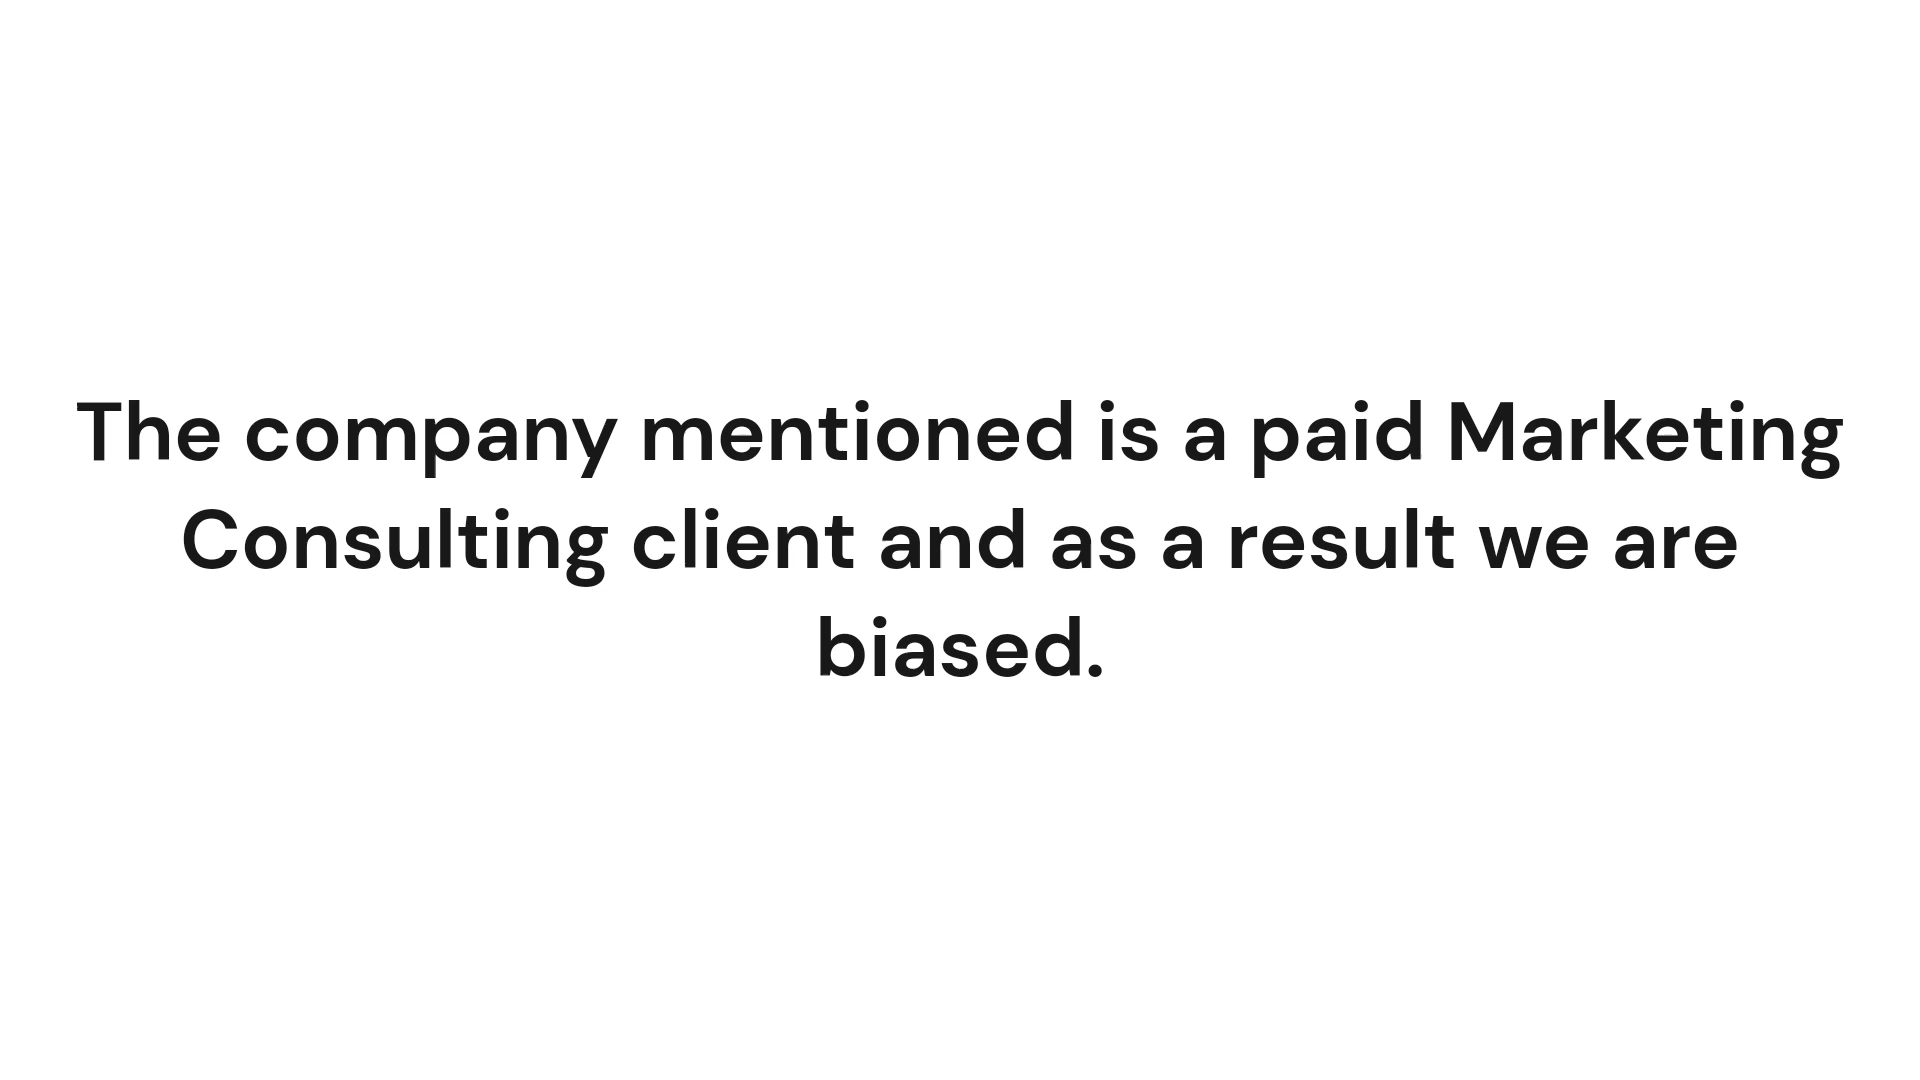 The company mentioned is a paid Marketing
Consulting client and as a result we are
biased.